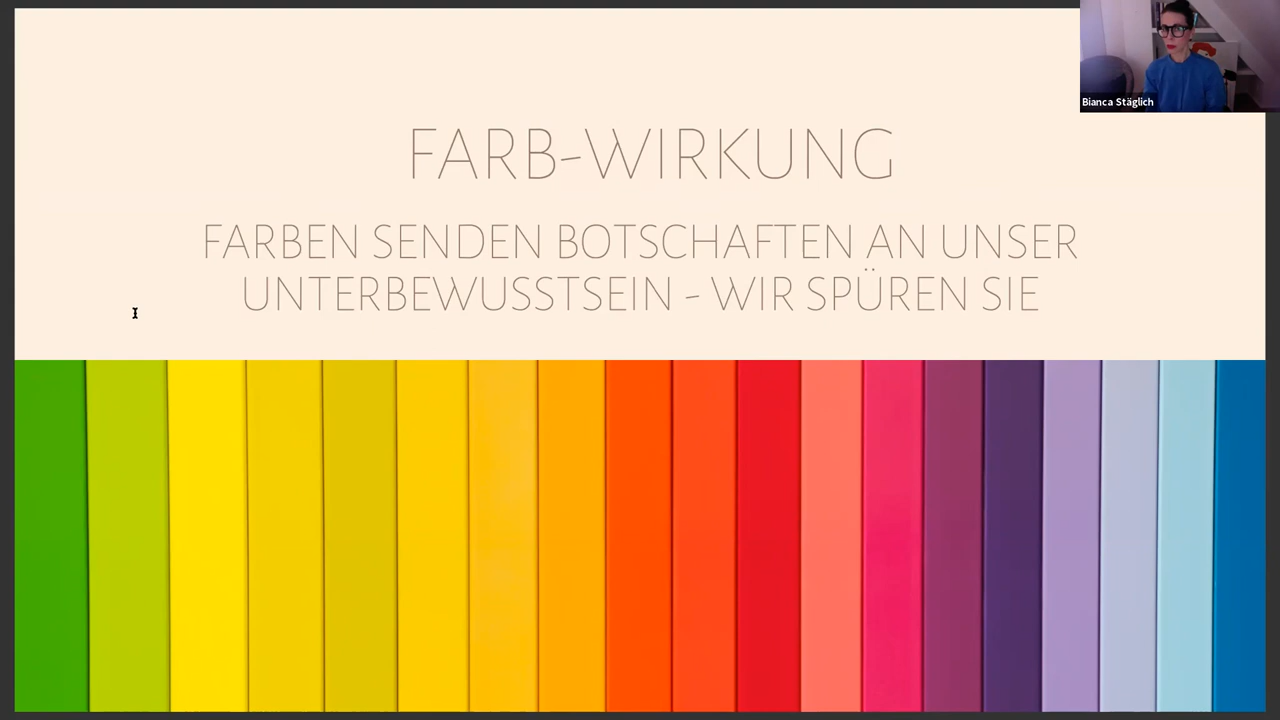 FARB-WIRKUNG
FARBEN SENDEN BOTSCHAFTEN AN UNSER
UNTERBEWUSSTSEIN - WIR SPÜREN SIE
Bianca Stäglich